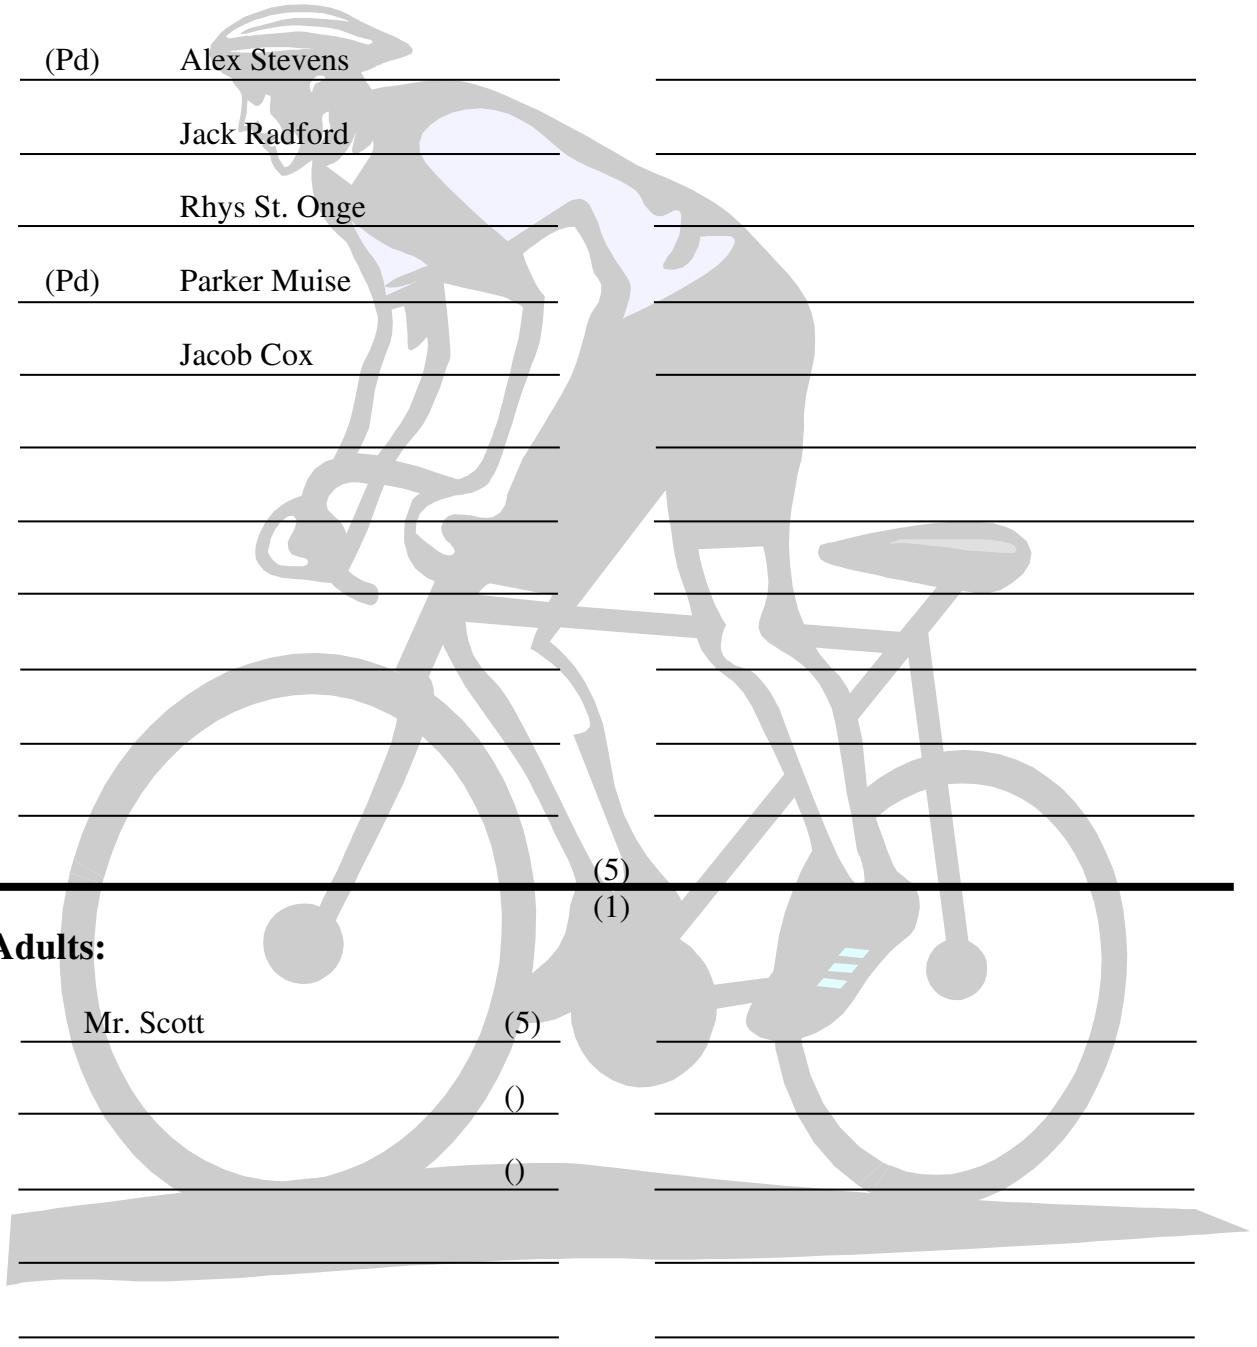 (Pd) Alex Stevens
Jack Radford
Rhys St. Onge
(Pd) Parker Muise
Jacob Cox
(5)
(1)
Adults:
Mr. Scott (5)
()
()